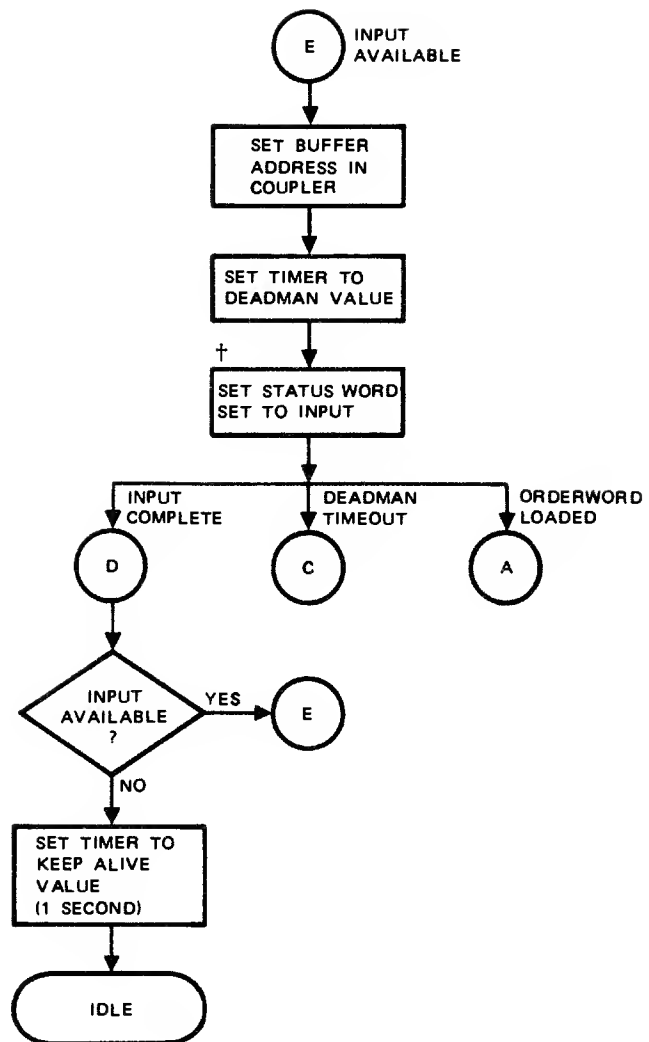 E
INPUT
AVAILABLE
SET BUFFER
ADDRESS IN
COUPLER
SET TIMER TO
DEADMAN VALUE
†
SET STATUS WORD
SET TO INPUT
INPUT
COMPLETE
DEADMAN
TIMEOUT
ORDERWORD
LOADED
D
C
A
INPUT
AVAILABLE
?
YES
E
NO
SET TIMER TO
KEEP ALIVE
VALUE
(1 SECOND)
IDLE